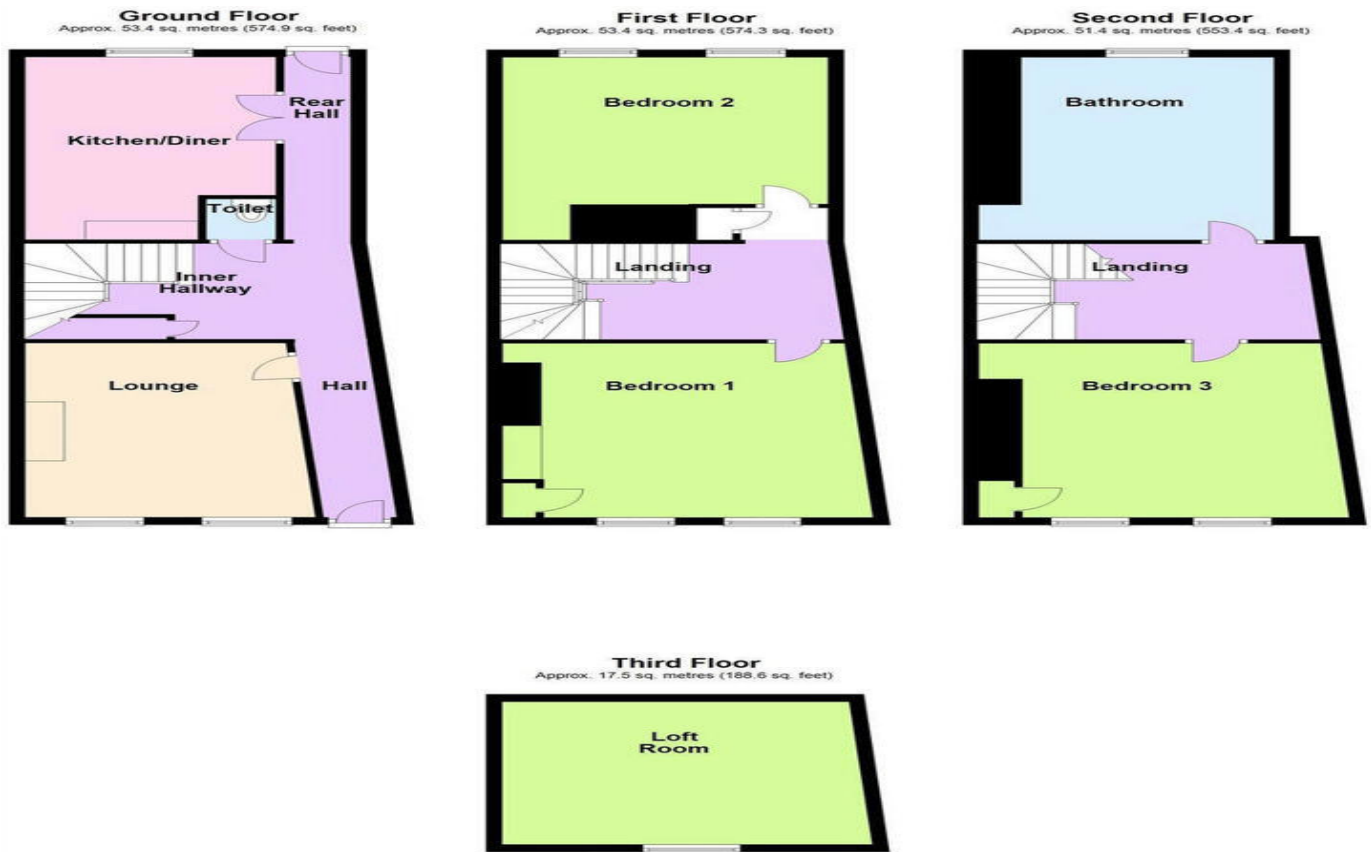 Ground Floor
Approx. 53.4 sq. metres (574.9 sq. feet)
Rear
Hall
Kitchen/Diner
Toilet
Inner
Hallway
Lounge
Hall
First Floor
Approx. 53.4 sq. metres (574.3 sq. feet)
Bedroom 2
Landing
Bedroom 1
Second Floor
Approx. 51.4 sq. metres (553.4 sq. feet)
Bathroom
Landing
Bedroom 3
Third Floor
Approx. 17.5 sq. metres (188.6 sq. feet)
Loft
Room